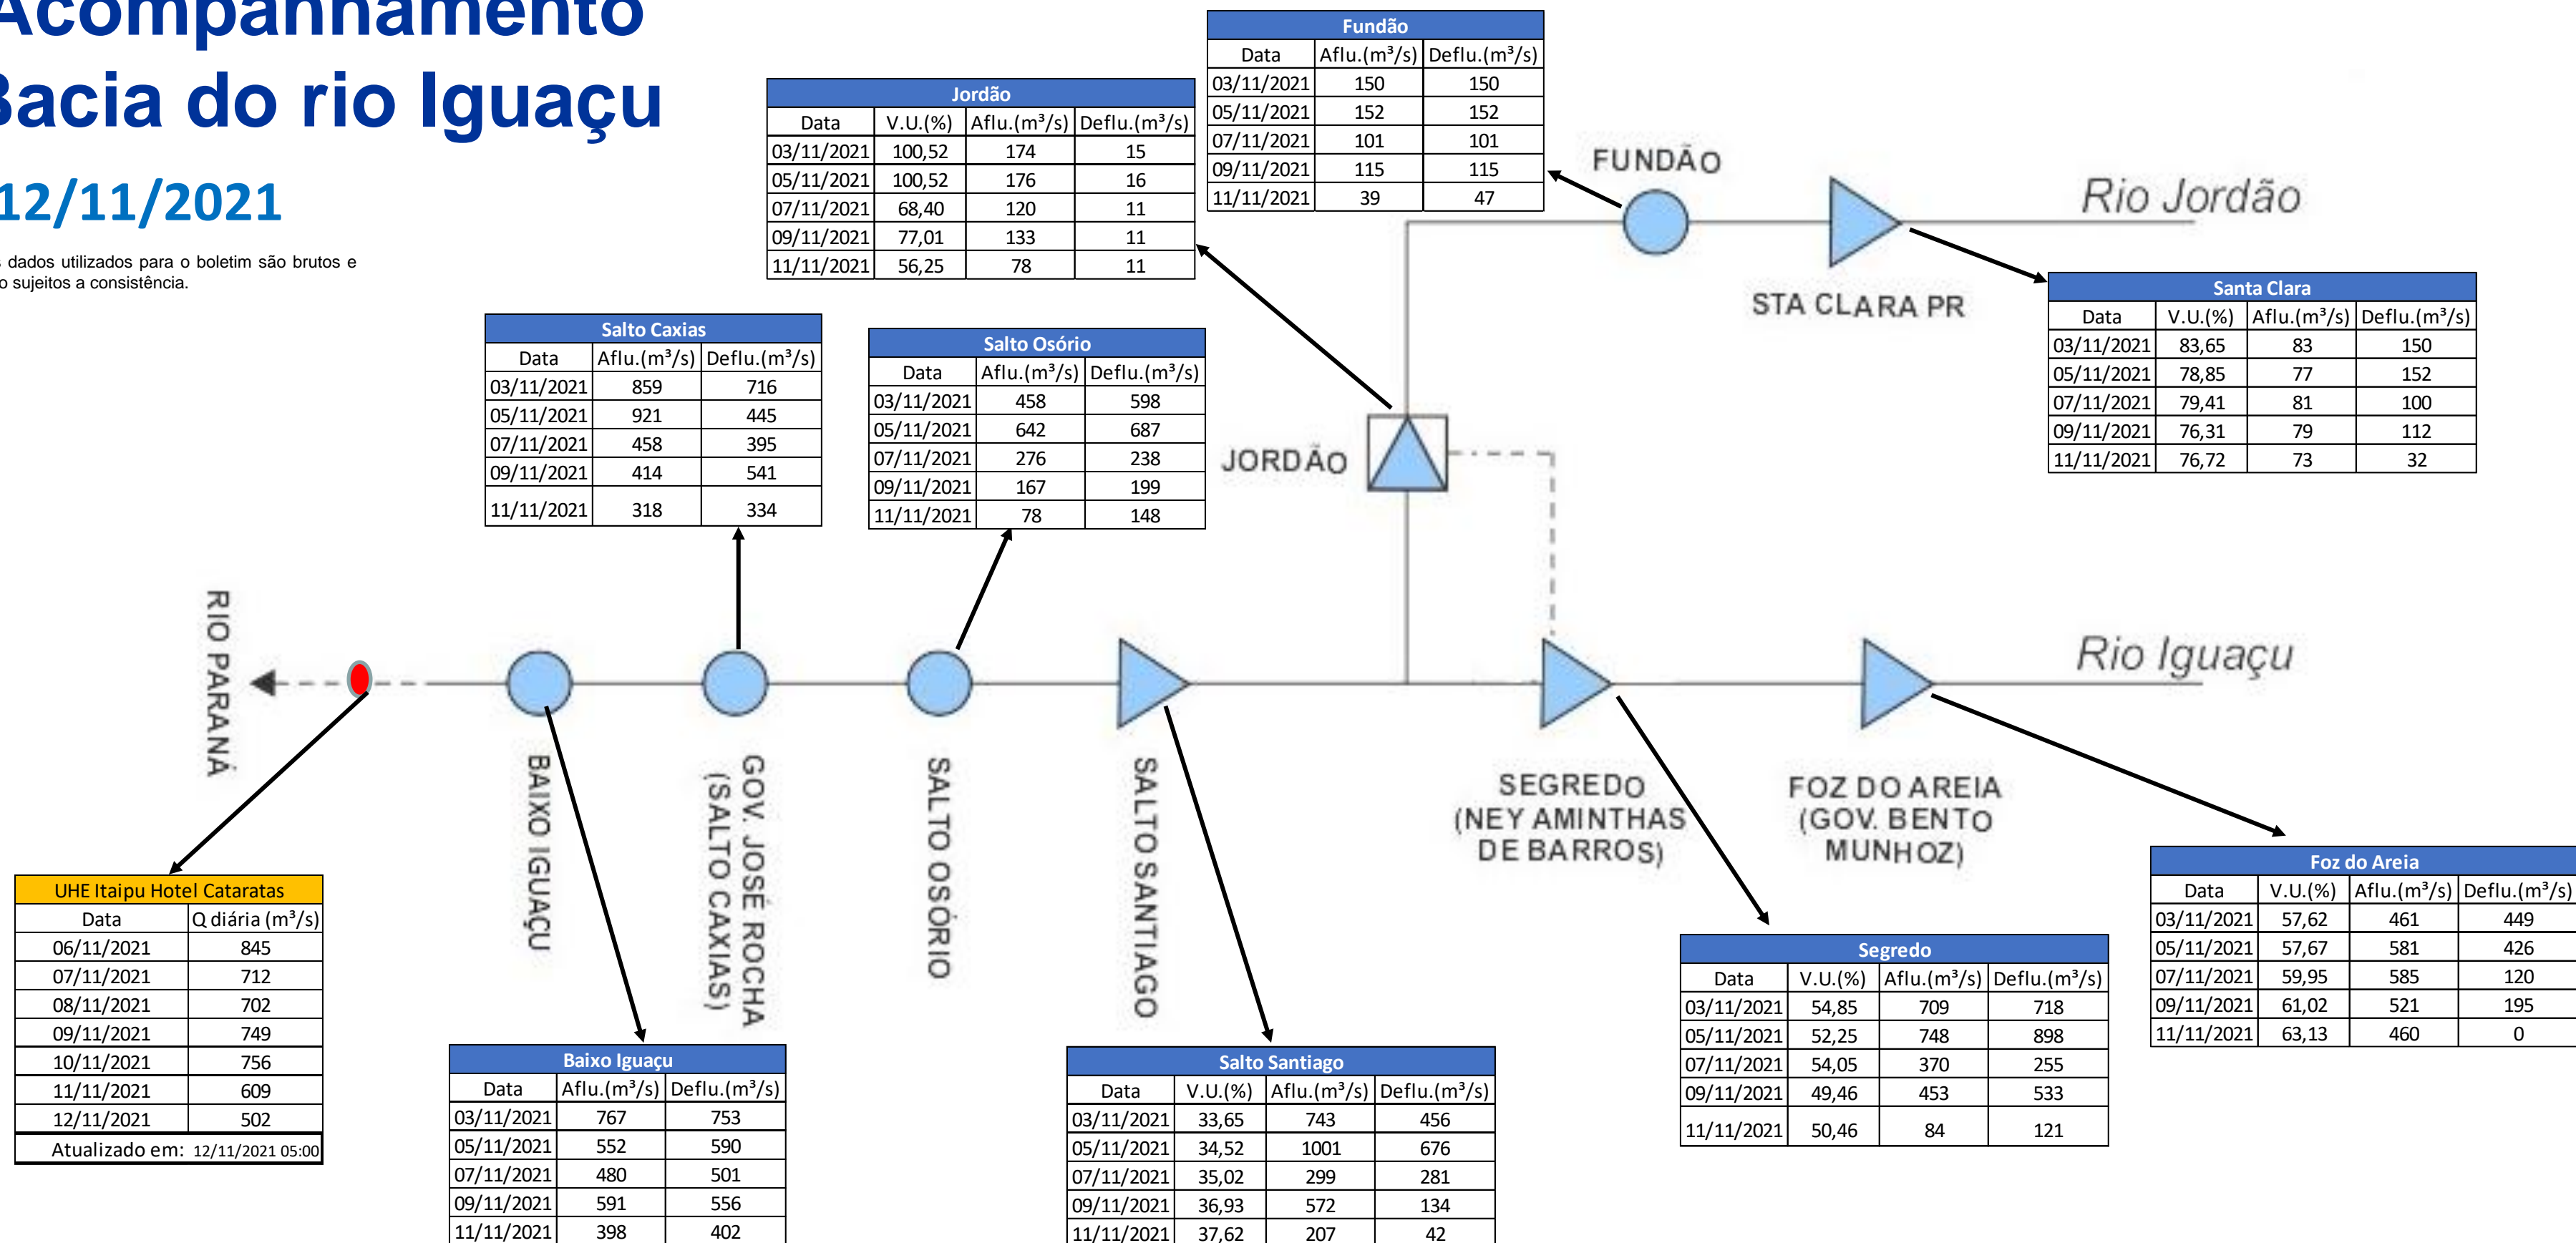 Acompanhamento
Bacia do rio Iguaçu
12/11/2021
s dados utilizados para o boletim são brutos e
o sujeitos a consistência.
Fundão
Data Aflu.(m³/s) Deflu.(m³/s)
03/11/2021 150 150
05/11/2021 152 152
07/11/2021 101 101
09/11/2021 115 115
11/11/2021 39 47
Jordão
Data V.U.(%) Aflu.(m³/s) Deflu.(m³/s)
03/11/2021 100,52 174 15
05/11/2021 100,52 176 16
07/11/2021 68,40 120 11
09/11/2021 77,01 133 11
11/11/2021 56,25 78 11
FUNDÃO
Rio Jordão
STA CLARA PR
Santa Clara
Data V.U.(%) Aflu.(m³/s) Deflu.(m³/s)
03/11/2021 83,65 83 150
05/11/2021 78,85 77 152
07/11/2021 79,41 81 100
09/11/2021 76,31 79 112
11/11/2021 76,72 73 32
Salto Caxias
Data Aflu.(m³/s) Deflu.(m³/s)
03/11/2021 859 716
05/11/2021 921 445
07/11/2021 458 395
09/11/2021 414 541
11/11/2021 318 334
Salto Osório
Data Aflu.(m³/s) Deflu.(m³/s)
03/11/2021 458 598
05/11/2021 642 687
07/11/2021 276 238
09/11/2021 167 199
11/11/2021 78 148
JORDÃO
RIO PARANÁ
Rio Iguaçu
BAIXO IGUAÇU
GOV. JOSÉ ROCHA
(SALTO CAXIAS)
SALTO OSÓRIO
SALTO SANTIAGO
SEGREDO
(NEY AMINTHAS
DE BARROS)
FOZ DO AREIA
(GOV. BENTO
MUNHOZ)
UHE Itaipu Hotel Cataratas
Data Q diária (m³/s)
06/11/2021 845
07/11/2021 712
08/11/2021 702
09/11/2021 749
10/11/2021 756
11/11/2021 609
12/11/2021 502
Atualizado em: 12/11/2021 05:00
Baixo Iguaçu
Data Aflu.(m³/s) Deflu.(m³/s)
03/11/2021 767 753
05/11/2021 552 590
07/11/2021 480 501
09/11/2021 591 556
11/11/2021 398 402
Salto Santiago
Data V.U.(%) Aflu.(m³/s) Deflu.(m³/s)
03/11/2021 33,65 743 456
05/11/2021 34,52 1001 676
07/11/2021 35,02 299 281
09/11/2021 36,93 572 134
11/11/2021 37,62 207 42
Segredo
Data V.U.(%) Aflu.(m³/s) Deflu.(m³/s)
03/11/2021 54,85 709 718
05/11/2021 52,25 748 898
07/11/2021 54,05 370 255
09/11/2021 49,46 453 533
11/11/2021 50,46 84 121
Foz do Areia
Data V.U.(%) Aflu.(m³/s) Deflu.(m³/s)
03/11/2021 57,62 461 449
05/11/2021 57,67 581 426
07/11/2021 59,95 585 120
09/11/2021 61,02 521 195
11/11/2021 63,13 460 0